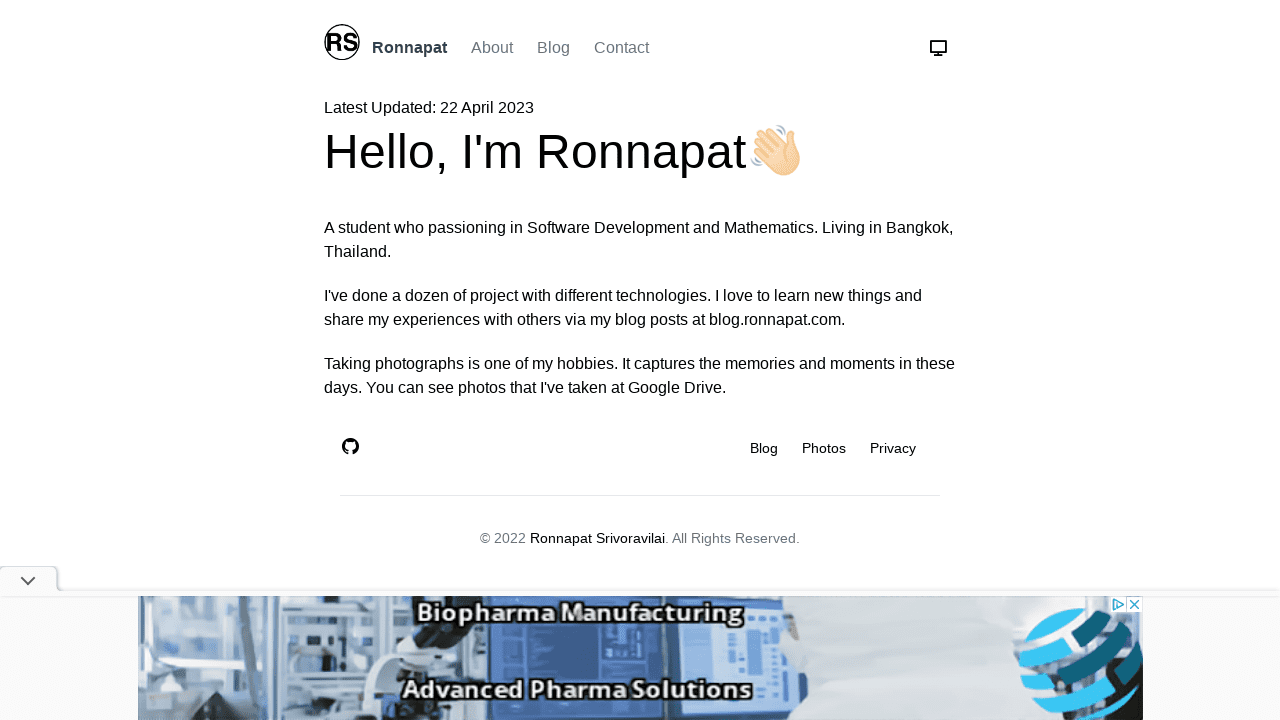 RS
Ronnapat About Blog Contact
Latest Updated: 22 April 2023
Hello, I'm Ronnapat👋🏻
A student who passioning in Software Development and Mathematics. Living in Bangkok,
Thailand.
I've done a dozen of project with different technologies. I love to learn new things and
share my experiences with others via my blog posts at blog.ronnapat.com.
Taking photographs is one of my hobbies. It captures the memories and moments in these
days. You can see photos that I've taken at Google Drive.
Blog Photos Privacy
© 2022 Ronnapat Srivoravilai. All Rights Reserved.
Biopharma Manufacturing
Advanced Pharma Solutions